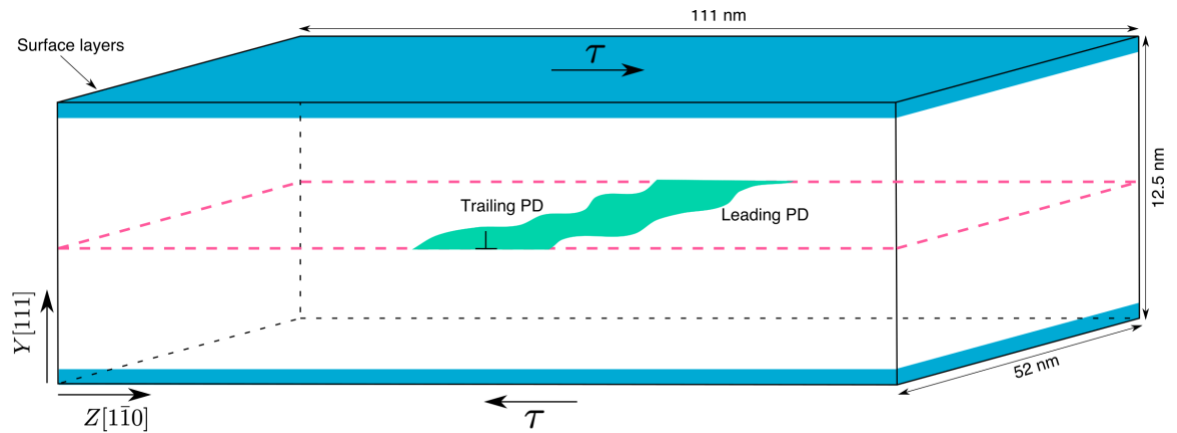 111 nm
Surface layers
τ
12.5 nm
Trailing PD
Leading PD
Y[111]
52 nm
Z[11̄0]
τ